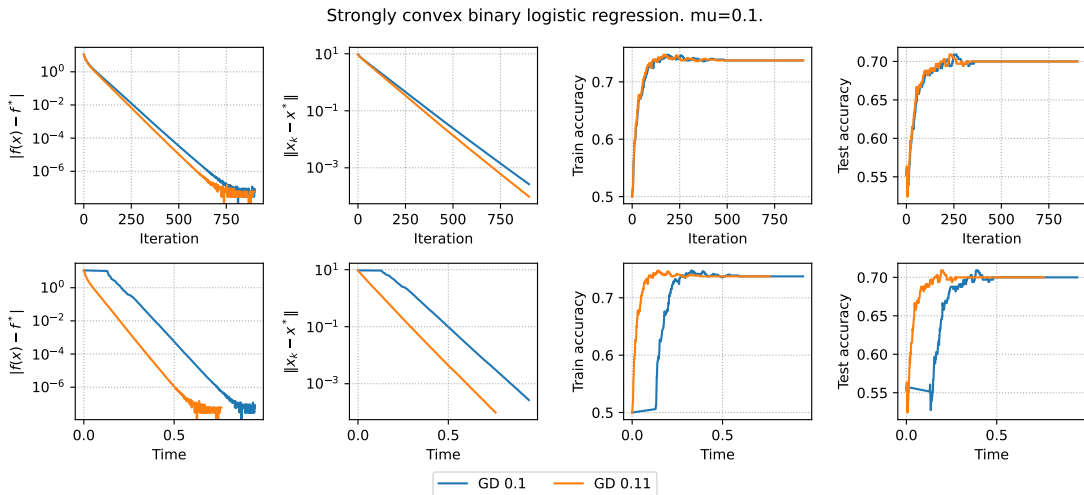 Strongly convex binary logistic regression. mu=0.1.
|f(x) − f*|
10^0
10^-2
10^-4
10^-6
0 250 500 750
Iteration
‖x_k − x*‖
10^1
10^-1
10^-3
0 250 500 750
Iteration
Train accuracy
0.7
0.6
0.5
0 250 500 750
Iteration
Test accuracy
0.70
0.65
0.60
0.55
0 250 500 750
Iteration
|f(x) − f*|
10^0
10^-2
10^-4
10^-6
0.0 0.5
Time
‖x_k − x*‖
10^1
10^-1
10^-3
0.0 0.5
Time
Train accuracy
0.7
0.6
0.5
0.0 0.5
Time
Test accuracy
0.70
0.65
0.60
0.55
0.0 0.5
Time
GD 0.1 GD 0.11